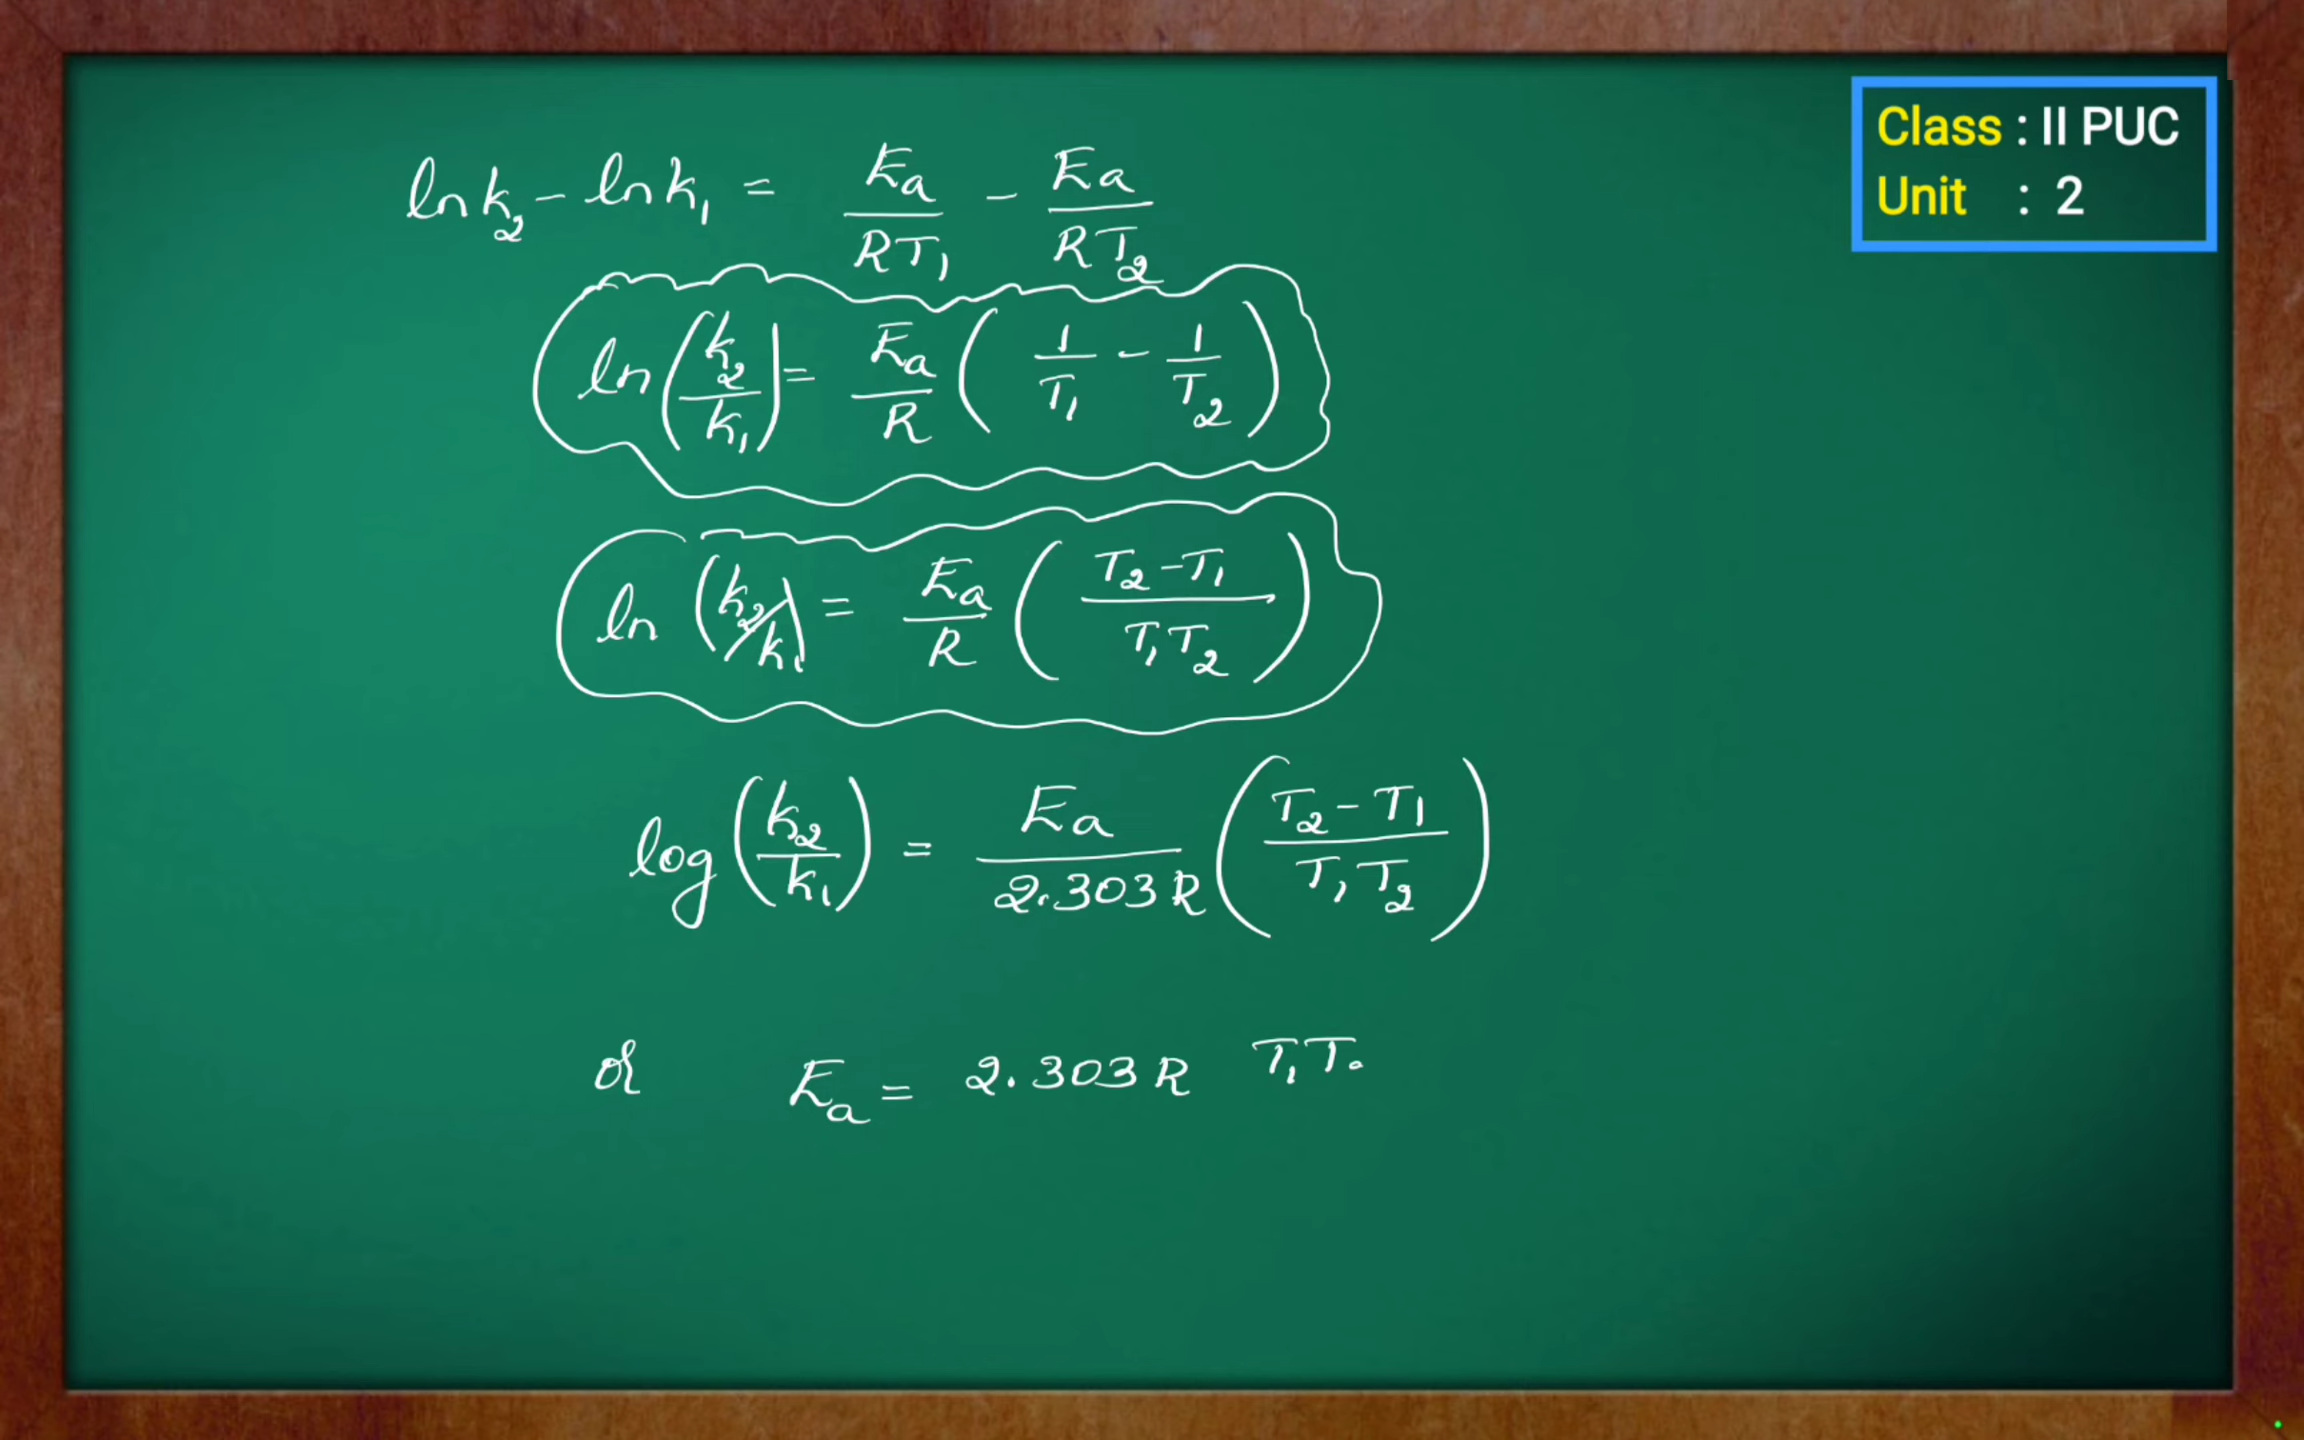 Class : II PUC
Unit : 2
ln k₂ - ln k₁ = Ea/RT₁ - Ea/RT₂
ln(k₂/k₁) = Ea/R (1/T₁ - 1/T₂)
ln (k₂/k₁) = Ea/R (T₂-T₁/T₁T₂)
log (k₂/k₁) = Ea/2.303R (T₂-T₁/T₁T₂)
or Ea = 2.303 R T₁T